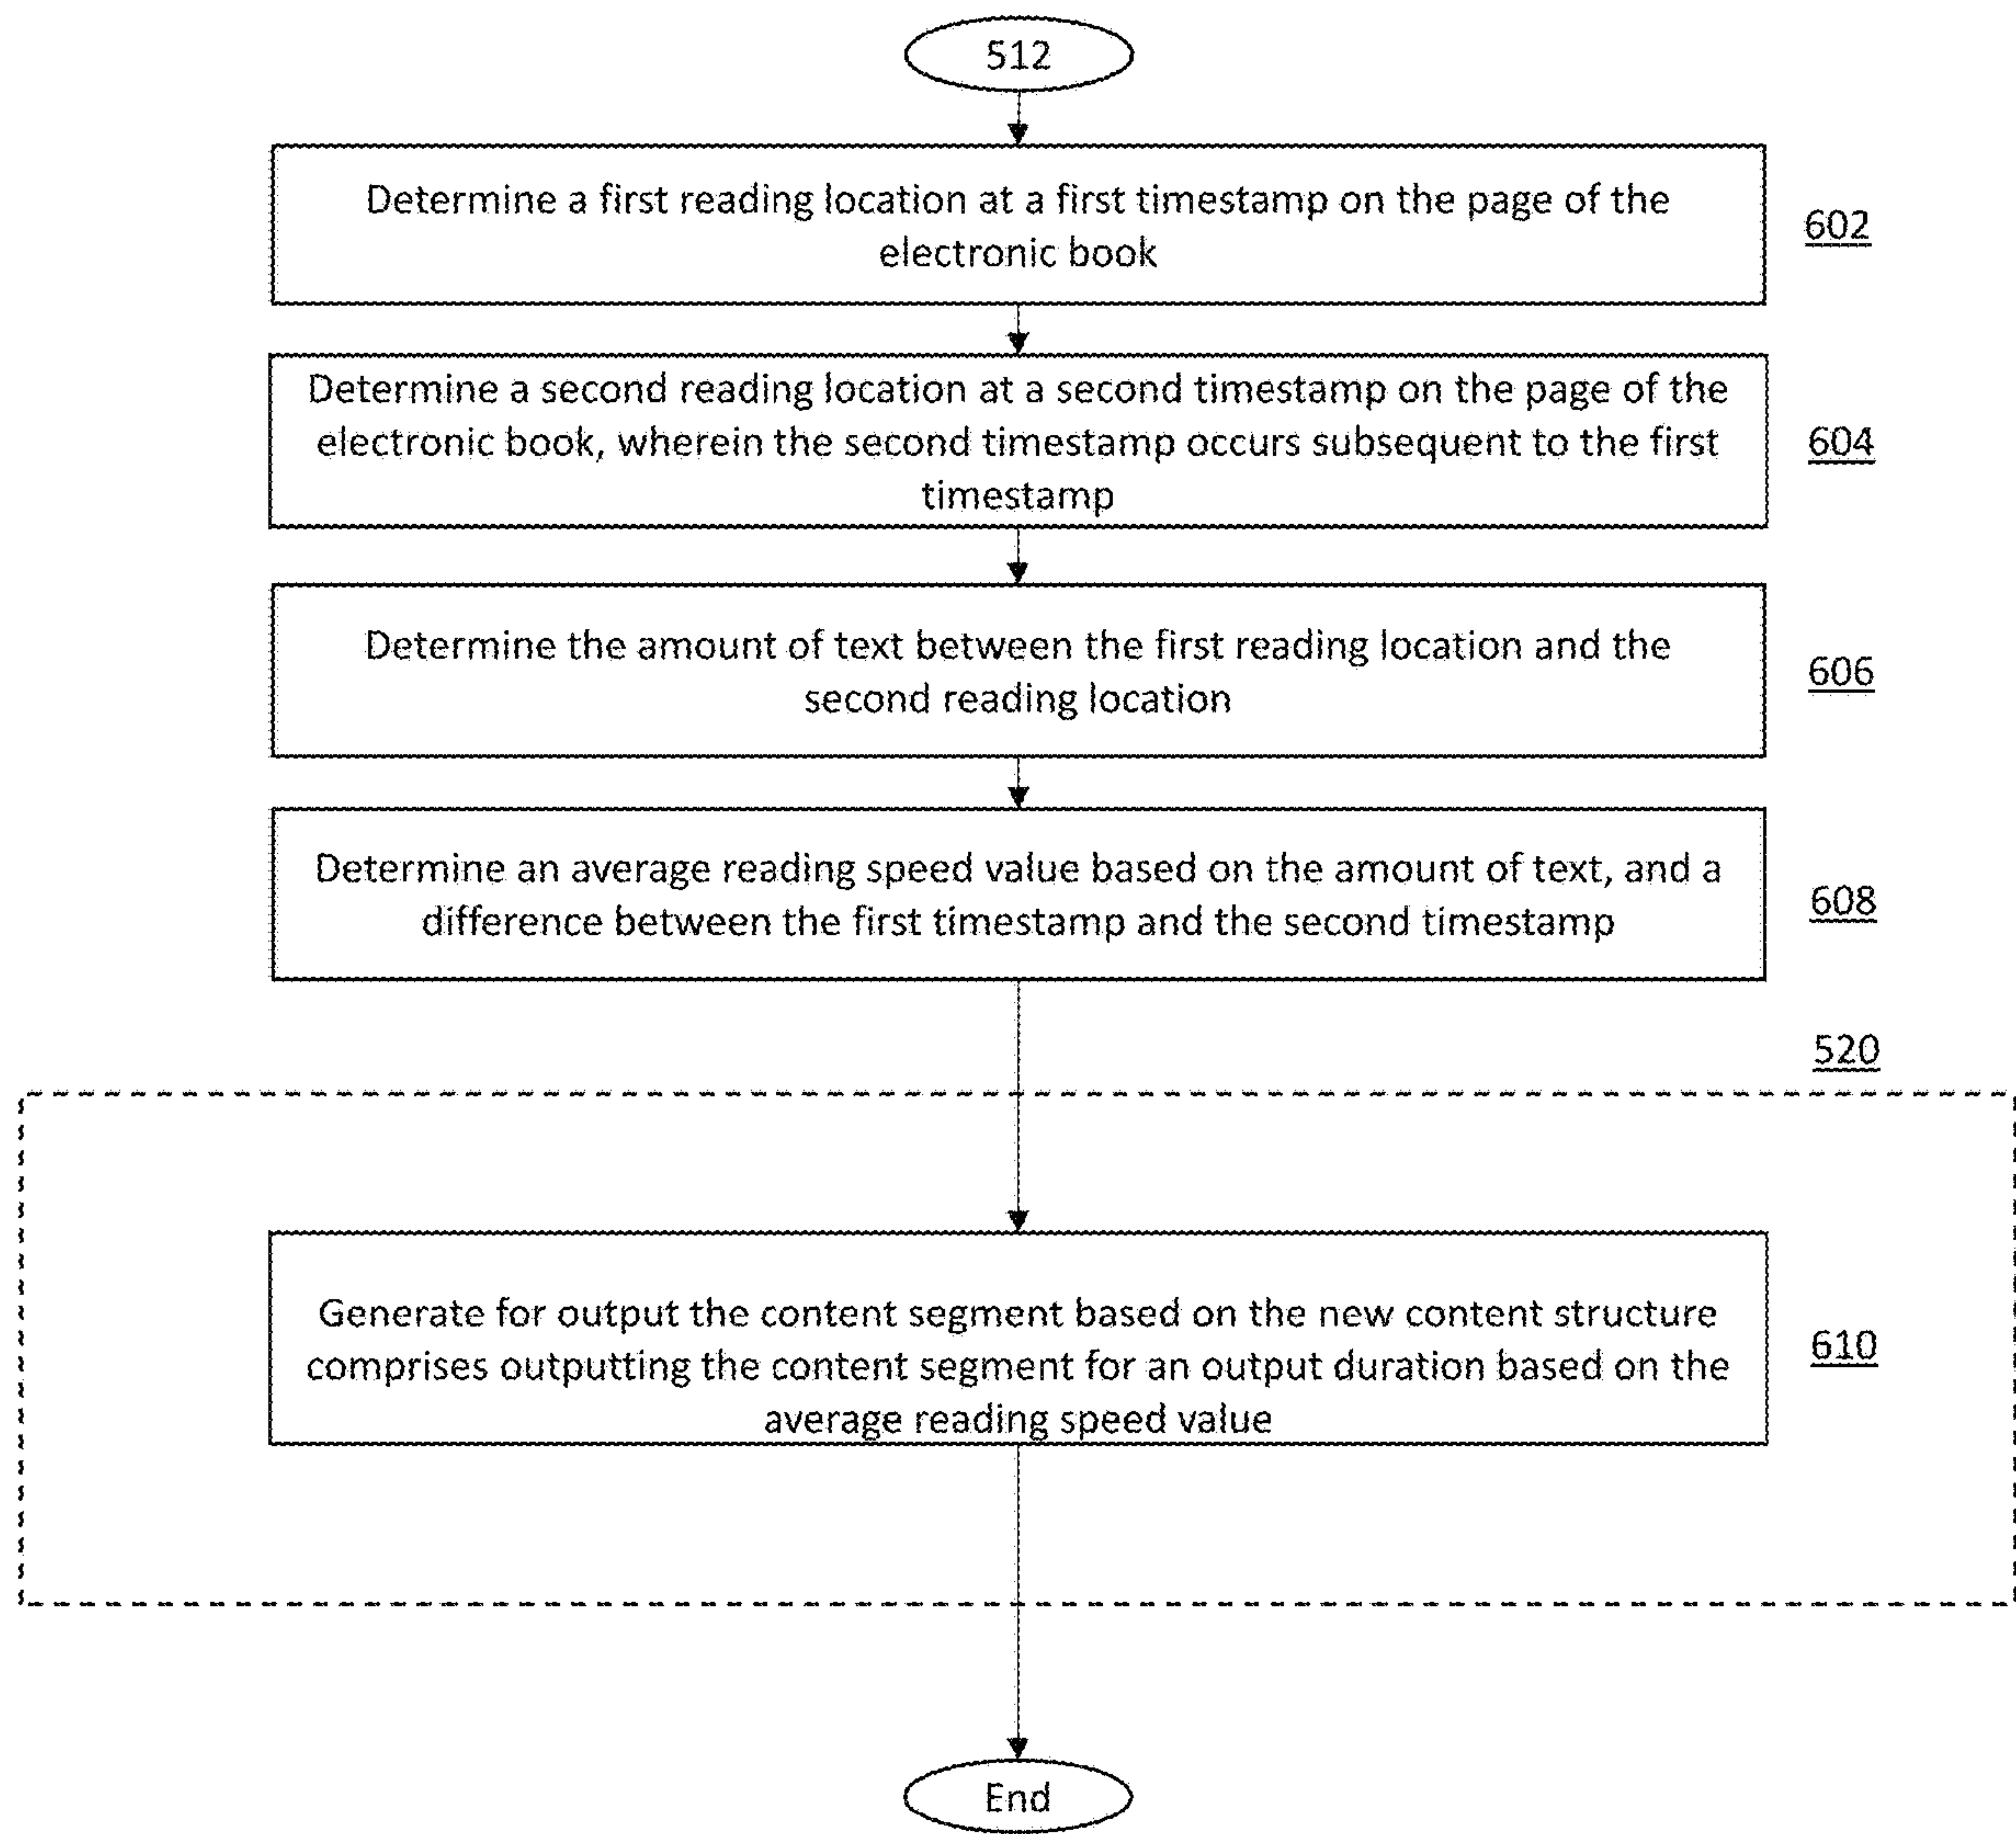 512
Determine a first reading location at a first timestamp on the page of the
electronic book
602
Determine a second reading location at a second timestamp on the page of the
electronic book, wherein the second timestamp occurs subsequent to the first
timestamp
604
Determine the amount of text between the first reading location and the
second reading location
606
Determine an average reading speed value based on the amount of text, and a
difference between the first timestamp and the second timestamp
608
520
Generate for output the content segment based on the new content structure
comprises outputting the content segment for an output duration based on the
average reading speed value
610
End